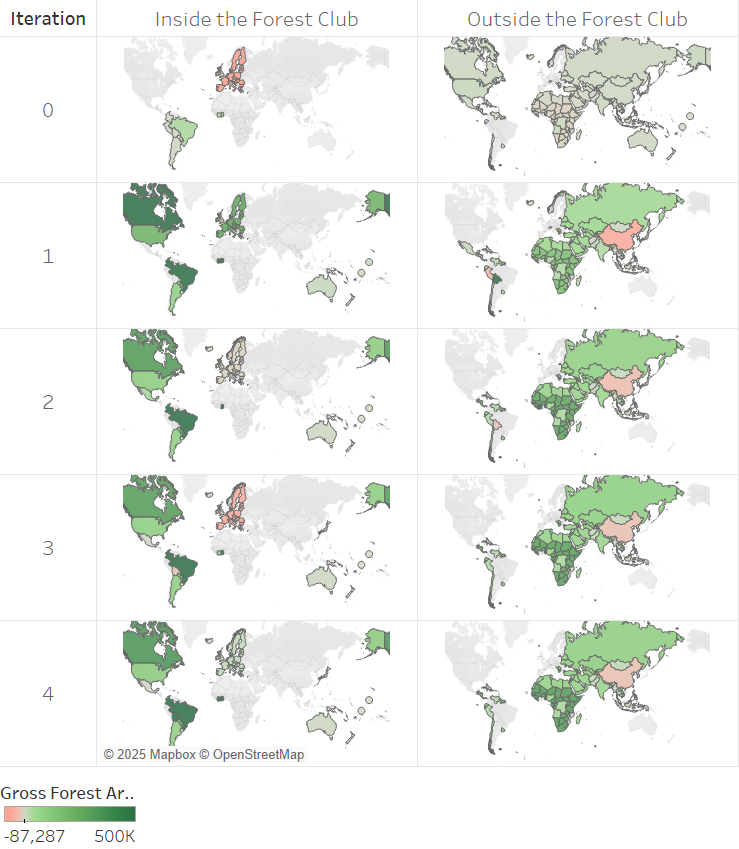 Iteration Inside the Forest Club Outside the Forest Club
0
1
2
3
4
© 2025 Mapbox © OpenStreetMap
Gross Forest Ar..
-87,287 500K